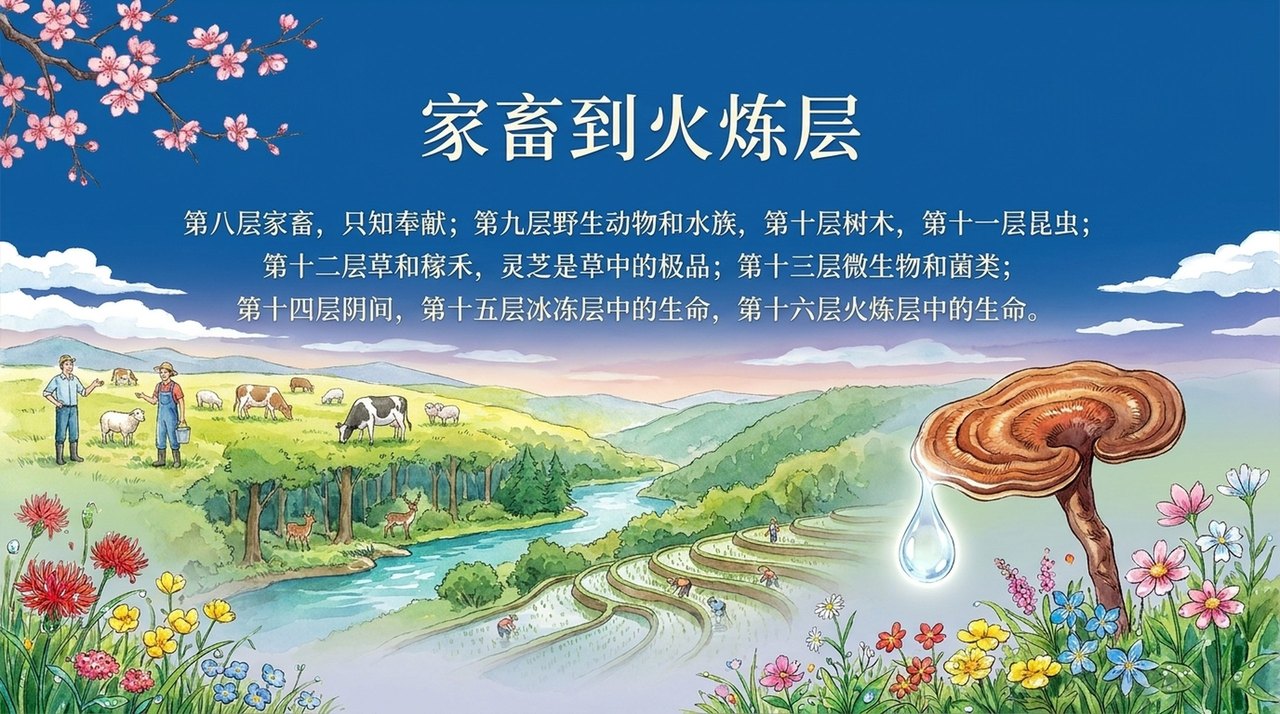 家畜到火炼层
第八层家畜，只知奉献；第九层野生动物和水族，第十层树木，第十一层昆虫；
第十二层草和稼禾，灵芝是草中的极品；第十三层微生物和菌类；
第十四层阴间，第十五层冰冻层中的生命，第十六层火炼层中的生命。